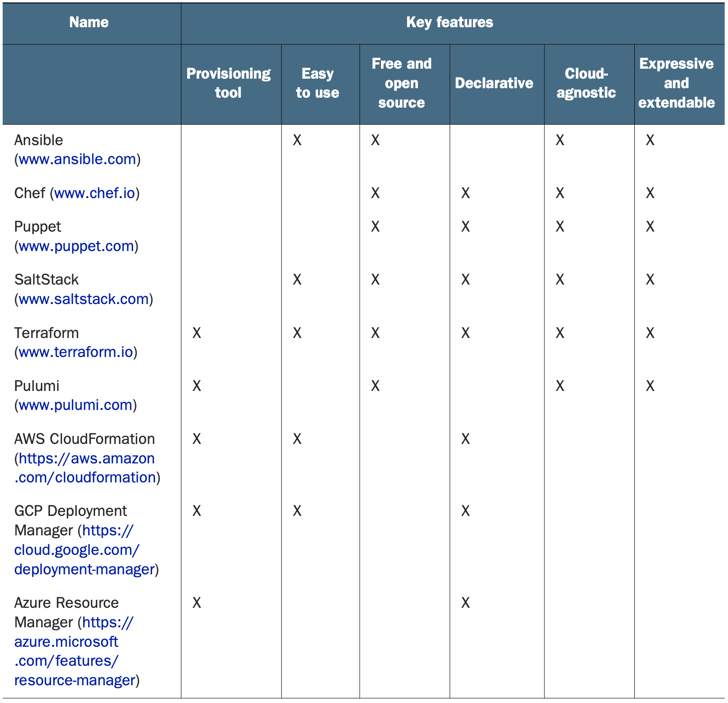 Name Key features
Provisioning tool Easy to use Free and open source Declarative Cloud-agnostic Expressive and extendable
Ansible X X X X
(www.ansible.com)
Chef (www.chef.io) X X X X
Puppet X X X X
(www.puppet.com)
SaltStack X X X X X
(www.saltstack.com)
Terraform X X X X X X
(www.terraform.io)
Pulumi X X X X
(www.pulumi.com)
AWS CloudFormation X X X
(https://aws.amazon
.com/cloudformation)
GCP Deployment X X X
Manager (https://
cloud.google.com/
deployment-manager)
Azure Resource X X
Manager (https://
azure.microsoft
.com/features/
resource-manager)